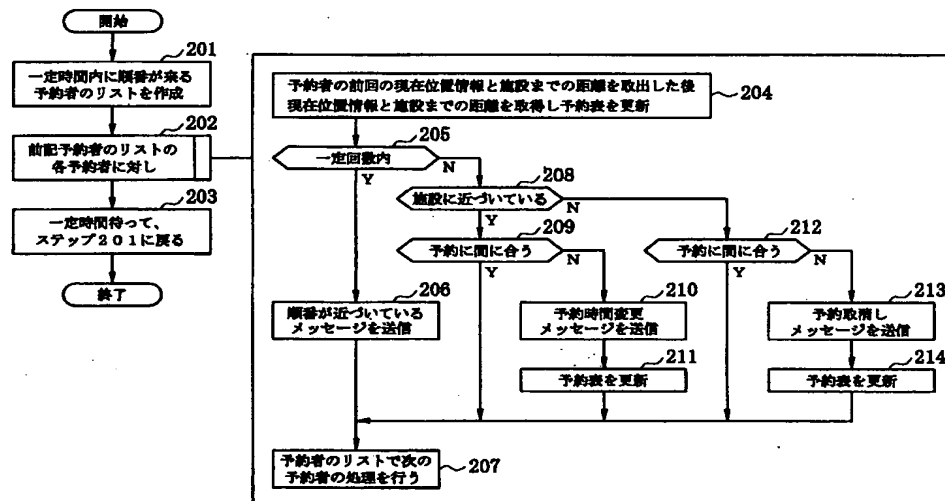 開始
201
一定時間内に順番が来る
予約者のリストを作成
202
前記予約者のリストの
各予約者に対し
203
一定時間待って、
ステップ201に戻る
終了
予約者の前回の現在位置情報と施設までの距離を取出した後
現在位置情報と施設までの距離を取得し予約表を更新
204
205
一定回数内
N
Y
208
施設に近づいている
N
Y
209
予約に間に合う
N
Y
212
予約に間に合う
N
Y
206
順番が近づいている
メッセージを送信
210
予約時間変更
メッセージを送信
213
予約取消し
メッセージを送信
211
予約表を更新
214
予約表を更新
予約者のリストで次の
予約者の処理を行う
207